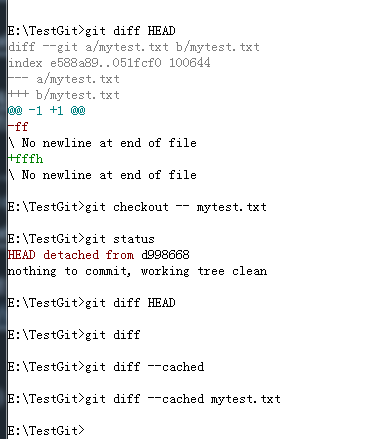 E:\TestGit>git diff HEAD
diff --git a/mytest.txt b/mytest.txt
index e588a89..051fcf0 100644
--- a/mytest.txt
+++ b/mytest.txt
@@ -1 +1 @@
-ff
\ No newline at end of file
+fffh
\ No newline at end of file
E:\TestGit>git checkout -- mytest.txt
E:\TestGit>git status
HEAD detached from d998668
nothing to commit, working tree clean
E:\TestGit>git diff HEAD
E:\TestGit>git diff
E:\TestGit>git diff --cached
E:\TestGit>git diff --cached mytest.txt
E:\TestGit>